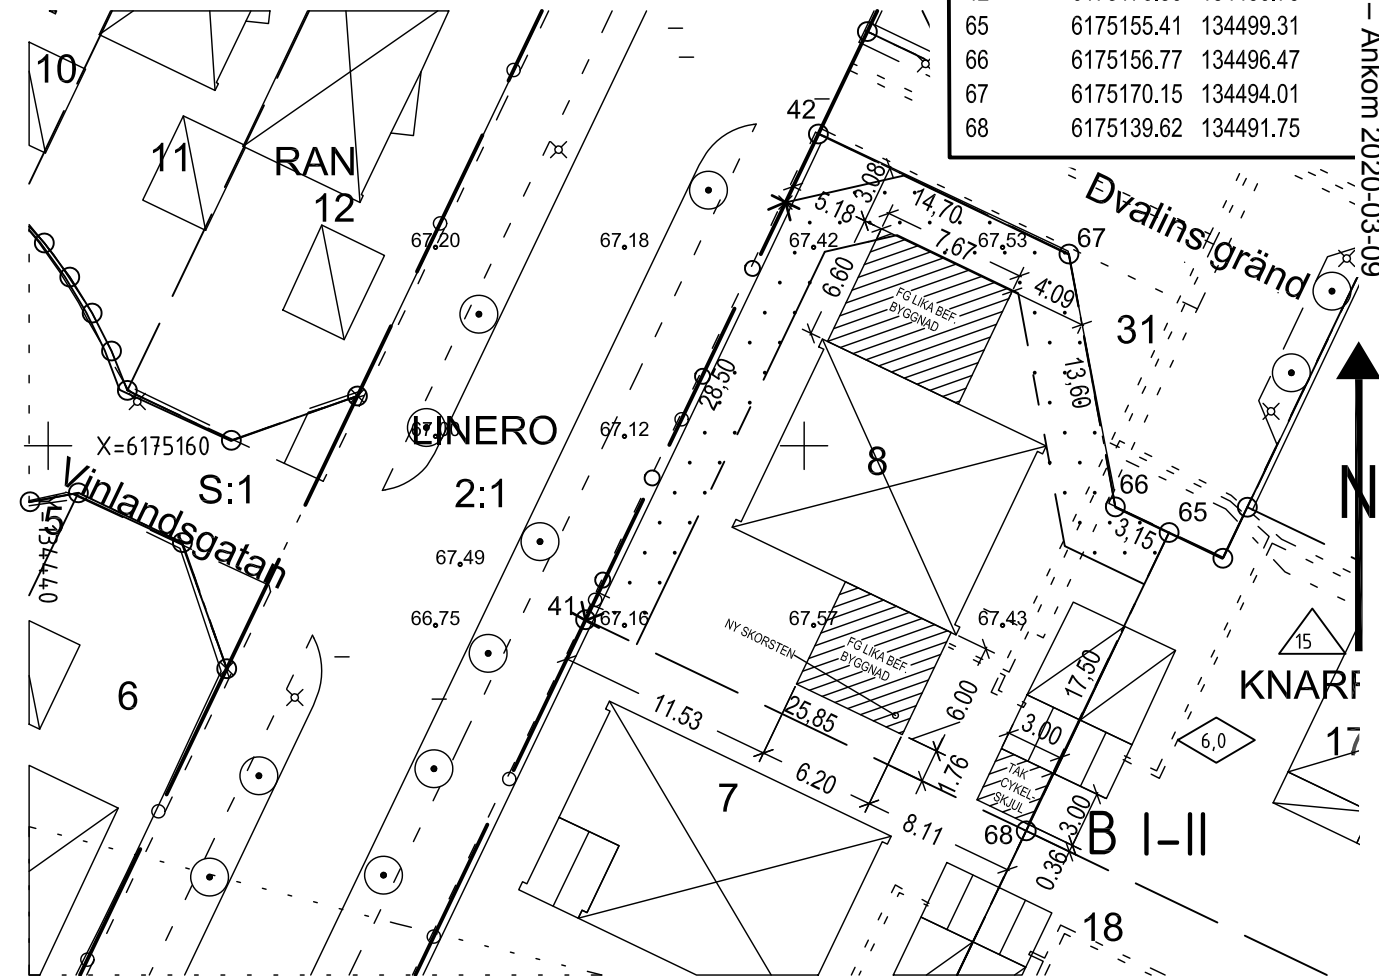 65 6175155.41 134499.31
66 6175156.77 134496.47
67 6175170.15 134494.01
68 6175139.62 134491.75
– Ankom 2020-03-09
10
11
RAN
12
42
3.08
5.18
14,70
7.67
4.09
6.60
67
Dvalins gränd
31
67.20
67.18
67.42
67.53
FG LIKA BEF.
BYGGNAD
28,50
13,60
X=6175160
LINERO
67.12
S:1
2:1
8
66
65
3,15
N
Vinlandsgatan
67.49
66.75
41
67.16
67.57
67.43
NY SKORSTEN
FG LIKA BEF.
BYGGNAD
17,50
15
KNARR
17
6
11.53
25,85
6.00
3.00
6,0
6.20
1.76
TAK
CYKEL-
SKJUL
7
8.11
68
3.00
0.36
B I-II
18